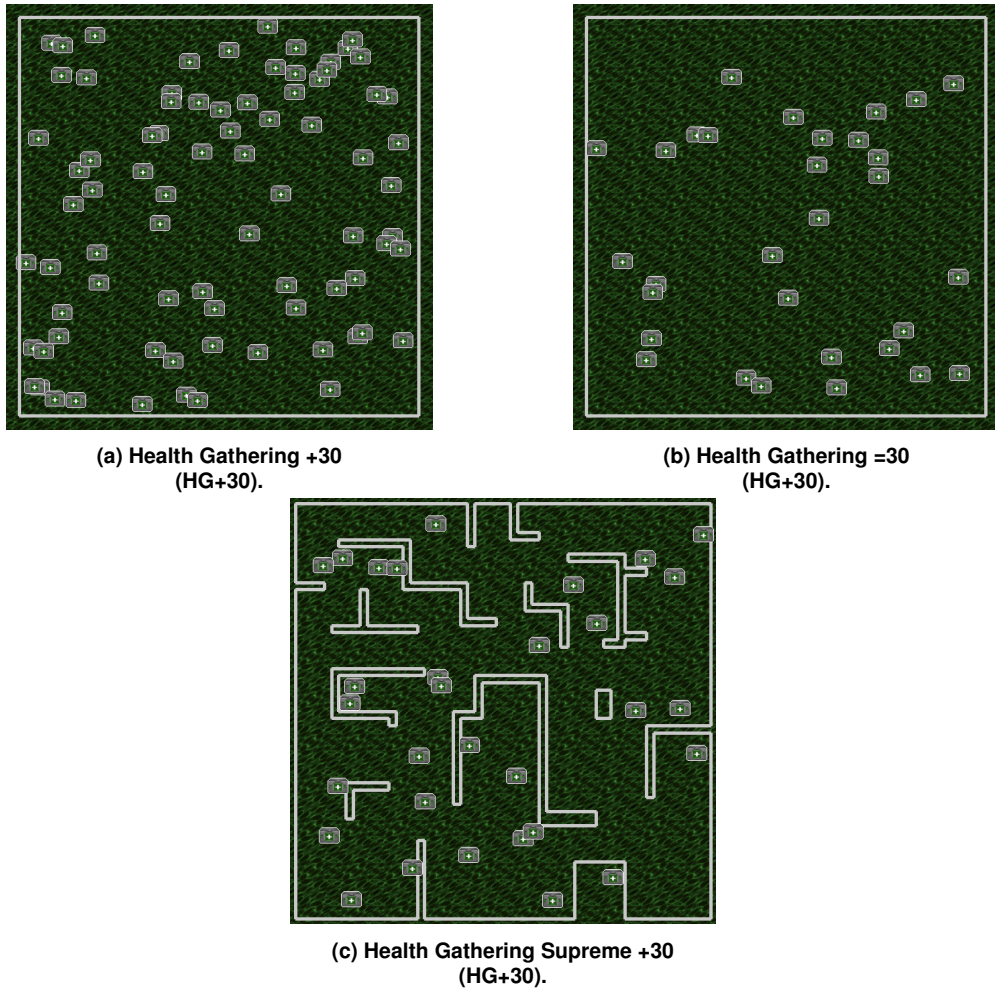 (a) Health Gathering +30
(HG+30).
(b) Health Gathering =30
(HG+30).
(c) Health Gathering Supreme +30
(HG+30).